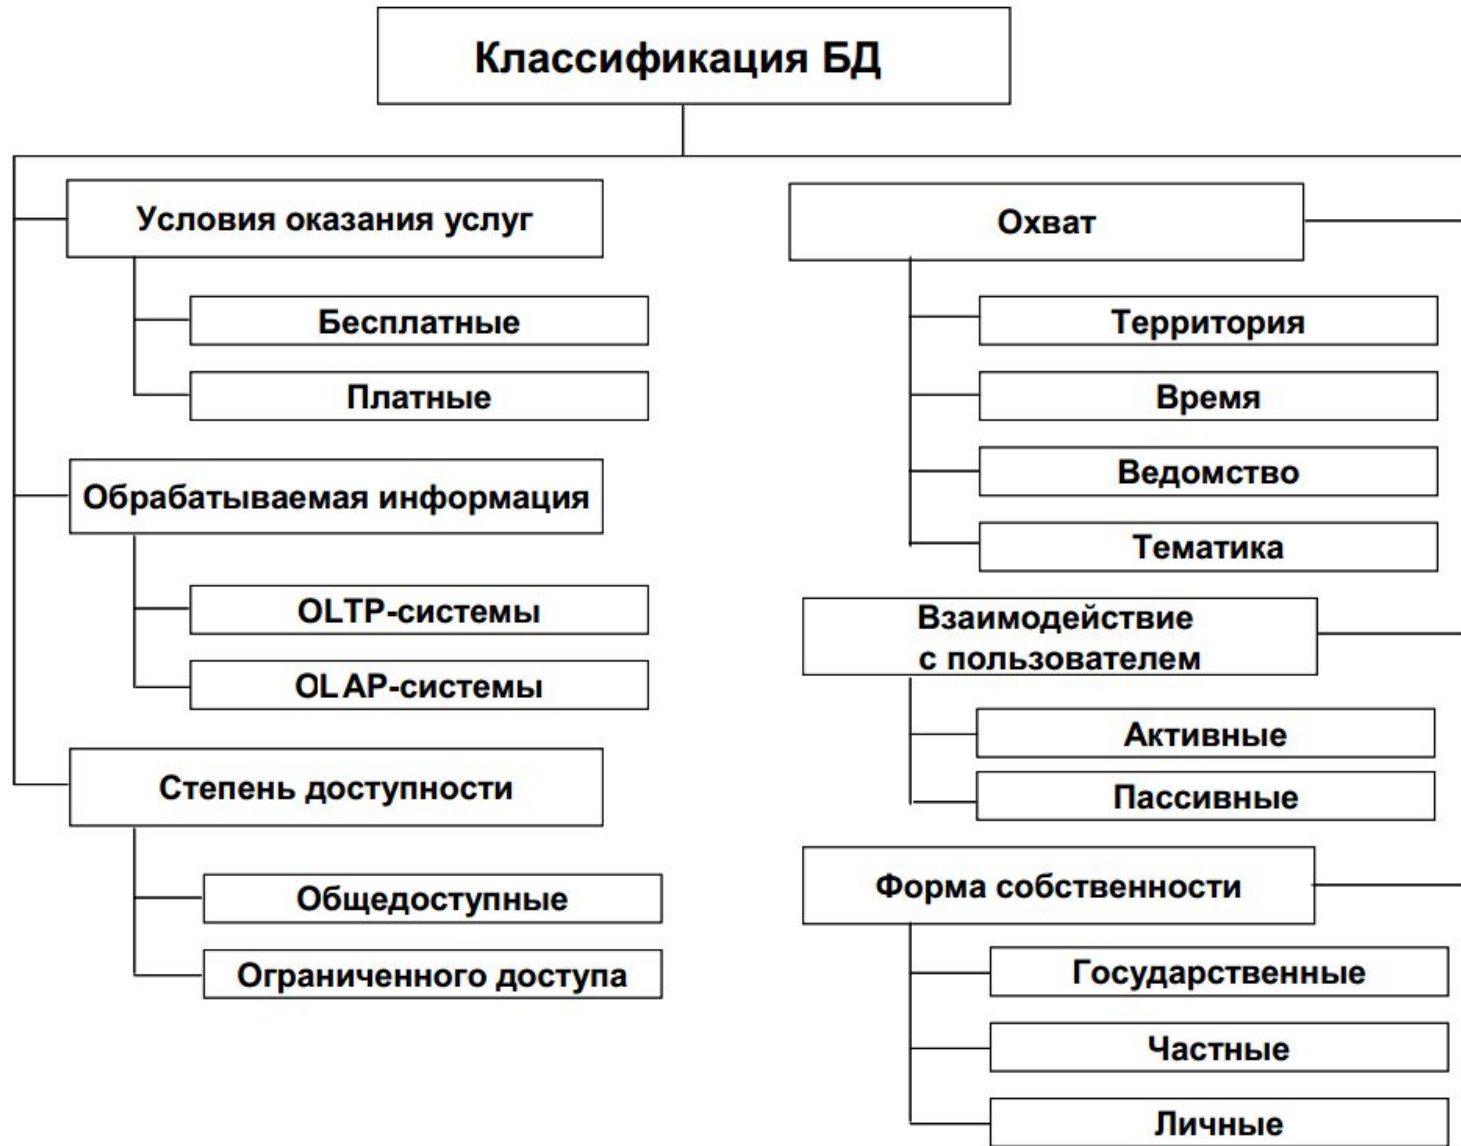 Классификация БД
Условия оказания услуг
Бесплатные
Платные
Обрабатываемая информация
OLTP-системы
OLAP-системы
Степень доступности
Общедоступные
Ограниченного доступа
Охват
Территория
Время
Ведомство
Тематика
Взаимодействие
с пользователем
Активные
Пассивные
Форма собственности
Государственные
Частные
Личные